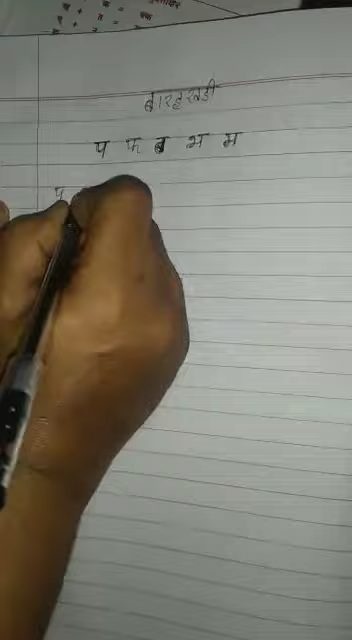 बारहखडी
प फ ब भ म
प